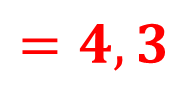 = 4, 3